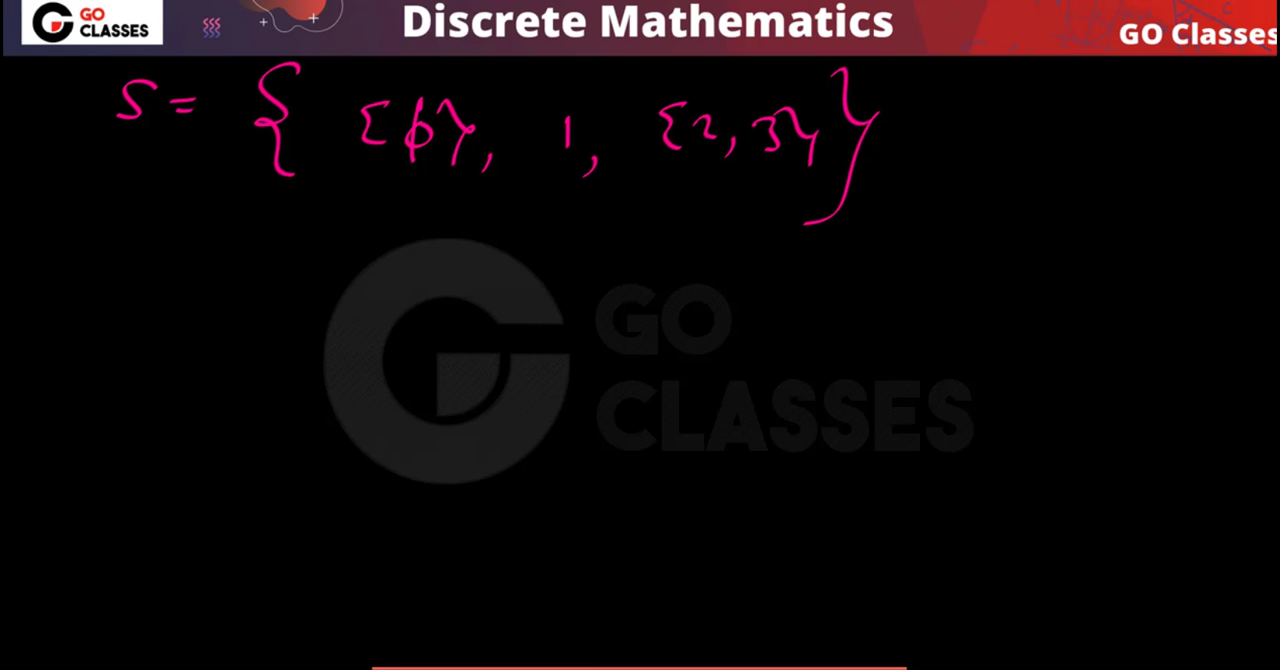 GO
CLASSES
Discrete Mathematics
GO Classes
S = { {ϕ}, 1, {2, 3} }
GO
CLASSES